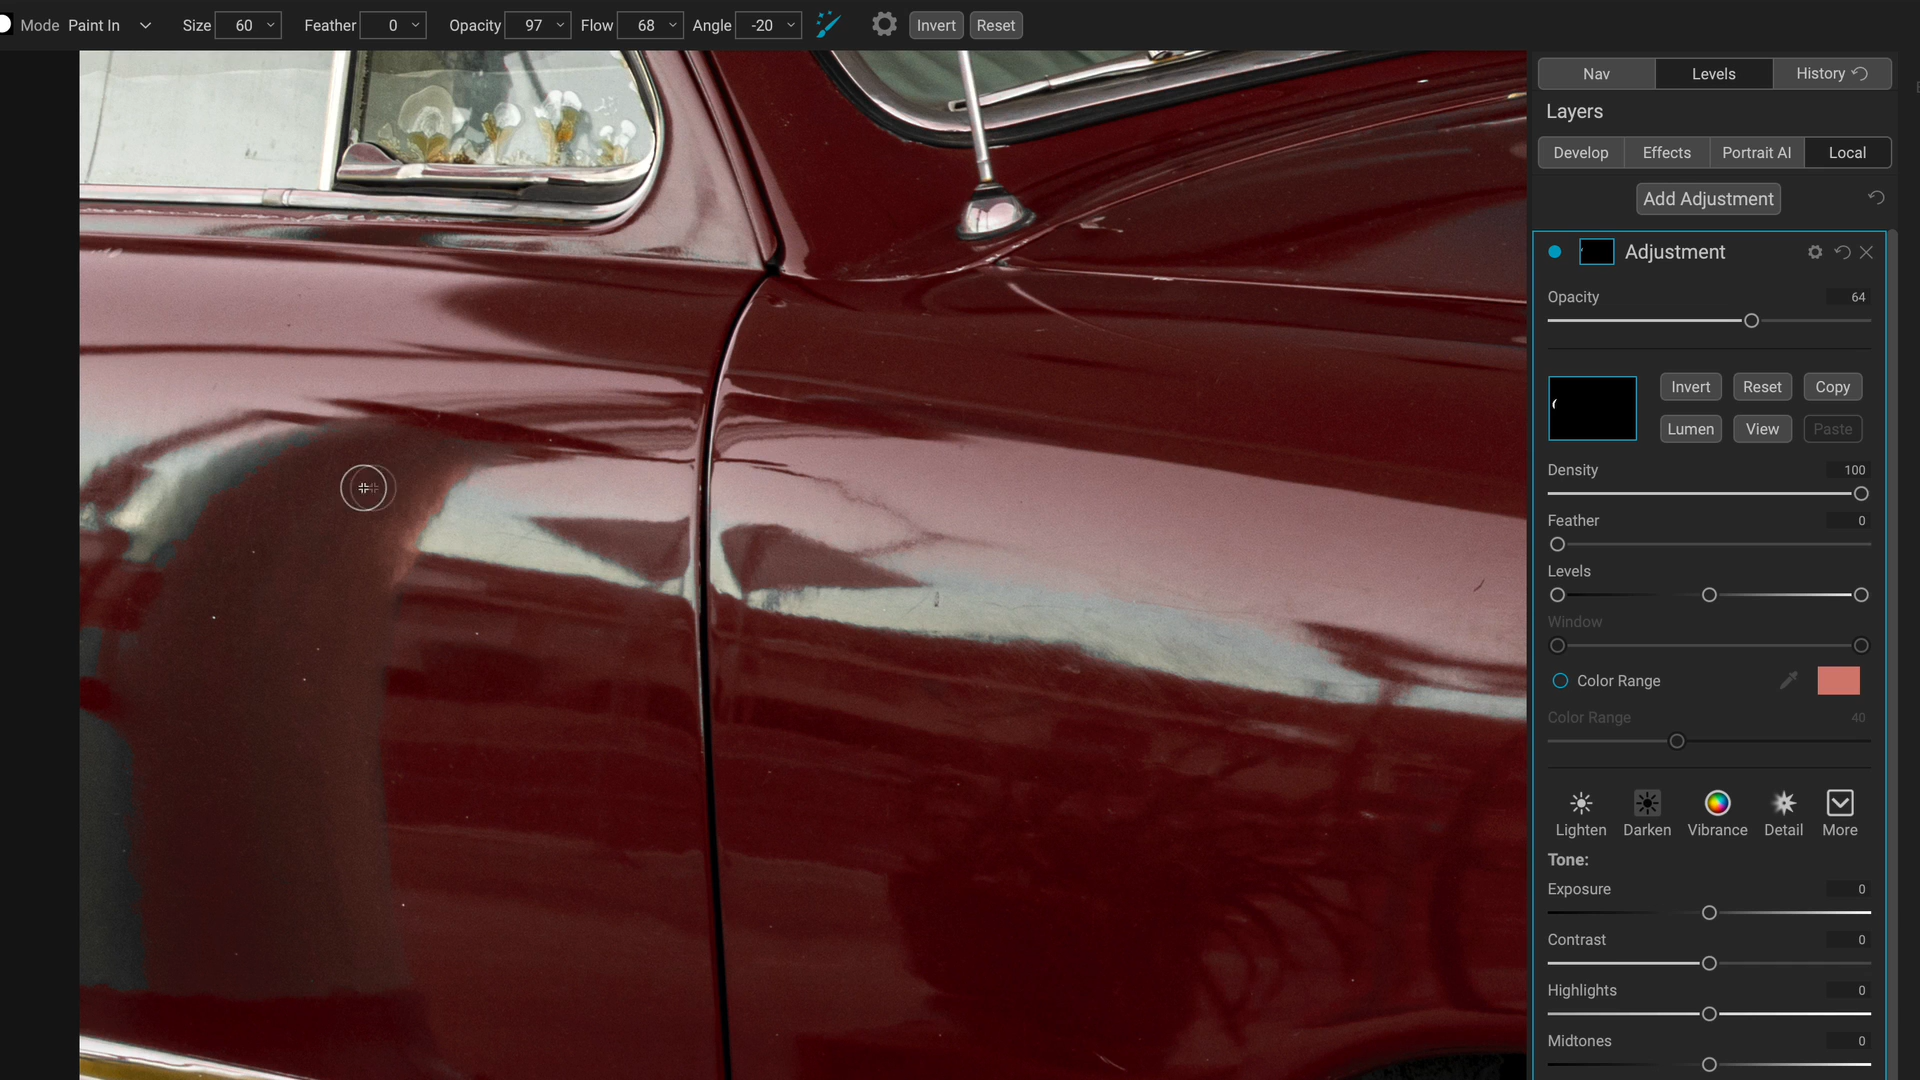 Mode Paint In Size 60 Feather 0 Opacity 97 Flow 68 Angle -20 Invert Reset
Nav Levels History
Layers
Develop Effects Portrait AI Local
Add Adjustment
Adjustment
Opacity 64
Invert Reset Copy
Lumen View Paste
Density 100
Feather 0
Levels
Window
Color Range
Color Range 40
Lighten Darken Vibrance Detail More
Tone:
Exposure 0
Contrast 0
Highlights 0
Midtones 0